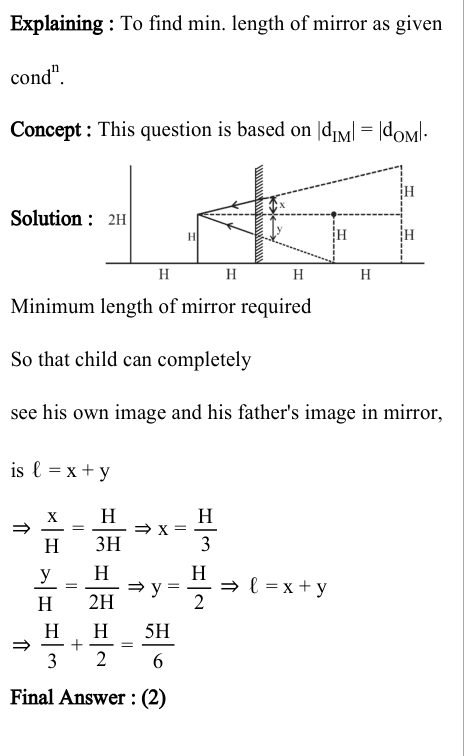 Explaining : To find min. length of mirror as given
condⁿ.
Concept : This question is based on |d_IM| = |d_OM|.
Solution : 2H H x y H H H
H H H H
Minimum length of mirror required
So that child can completely
see his own image and his father's image in mirror,
is ℓ = x + y
⇒ x/H = H/3H ⇒ x = H/3
y/H = H/2H ⇒ y = H/2 ⇒ ℓ = x + y
⇒ H/3 + H/2 = 5H/6
Final Answer : (2)